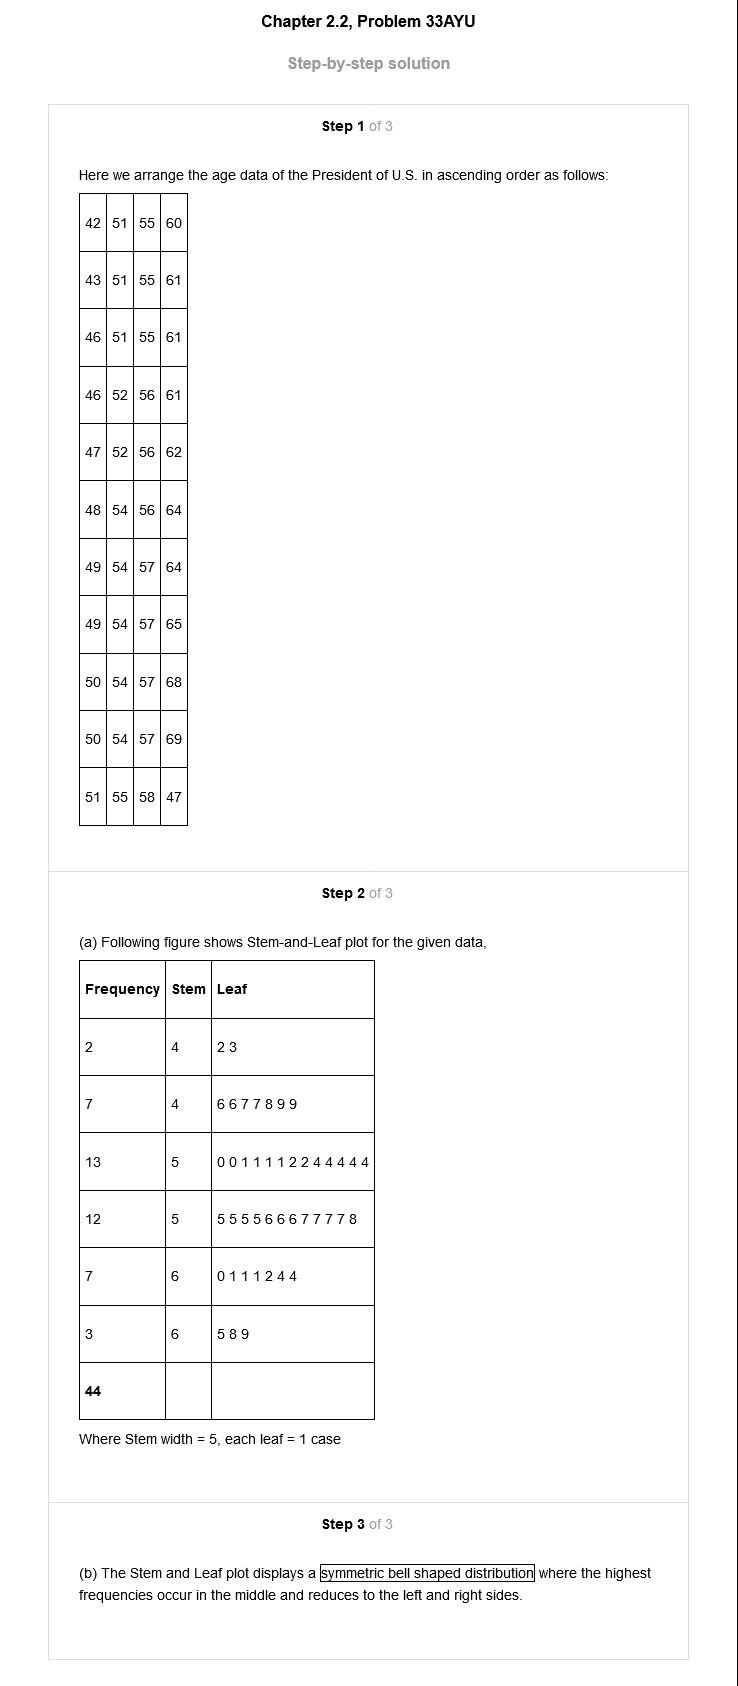 Chapter 2.2, Problem 33AYU
Step-by-step solution
Step 1 of 3
Here we arrange the age data of the President of U.S. in ascending order as follows:
42 51 55 60
43 51 55 61
46 51 55 61
46 52 56 61
47 52 56 62
48 54 56 64
49 54 57 64
49 54 57 65
50 54 57 68
50 54 57 69
51 55 58 47
Step 2 of 3
(a) Following figure shows Stem-and-Leaf plot for the given data,
Frequency Stem Leaf
2 4 2 3
7 4 6 6 7 7 8 9 9
13 5 0 0 1 1 1 1 2 2 4 4 4 4 4
12 5 5 5 5 5 6 6 6 7 7 7 7 8
7 6 0 1 1 1 2 4 4
3 6 5 8 9
44
Where Stem width = 5, each leaf = 1 case
Step 3 of 3
(b) The Stem and Leaf plot displays a symmetric bell shaped distribution where the highest
frequencies occur in the middle and reduces to the left and right sides.